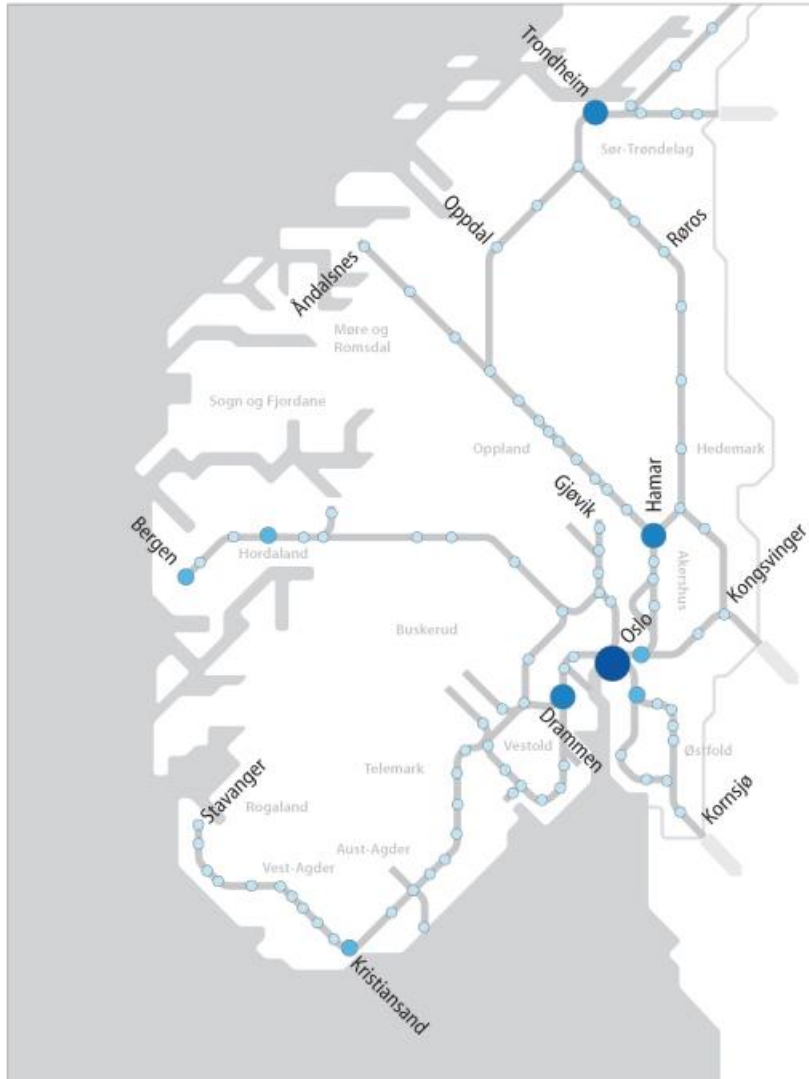 Trondheim
Sør-Trøndelag
Oppdal
Røros
Åndalsnes
Møre og
Romsdal
Sogn og Fjordane
Oppland
Hedemark
Gjøvik
Hamar
Bergen
Hordaland
Akershus
Kongsvinger
Buskerud
Oslo
Drammen
Vestold
Østfold
Telemark
Stavanger
Rogaland
Kornsjø
Aust-Agder
Vest-Agder
Kristiansand